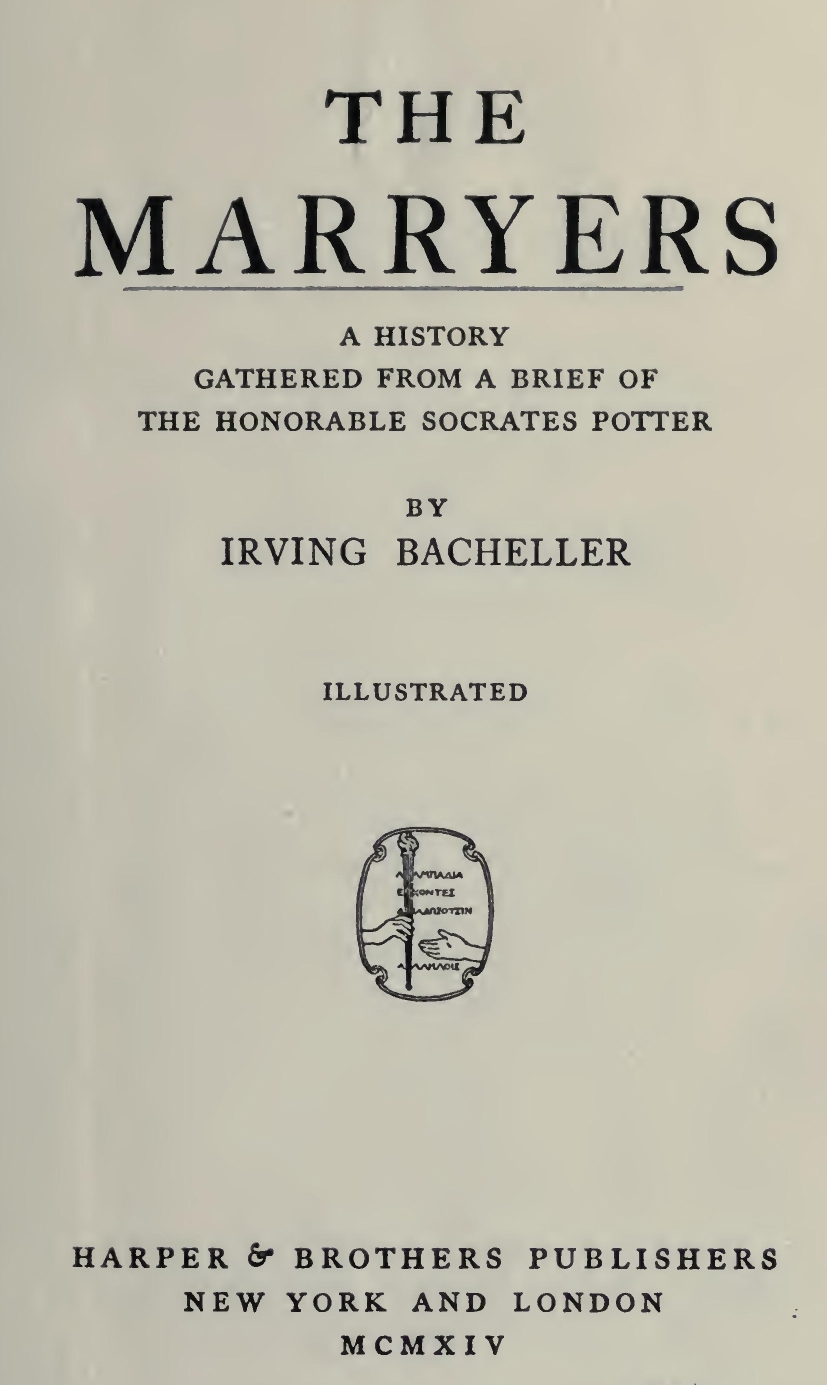 THE
MARRYERS
A HISTORY
GATHERED FROM A BRIEF OF
THE HONORABLE SOCRATES POTTER
BY
IRVING BACHELLER
ILLUSTRATED
HARPER & BROTHERS PUBLISHERS
NEW YORK AND LONDON
MCMXIV